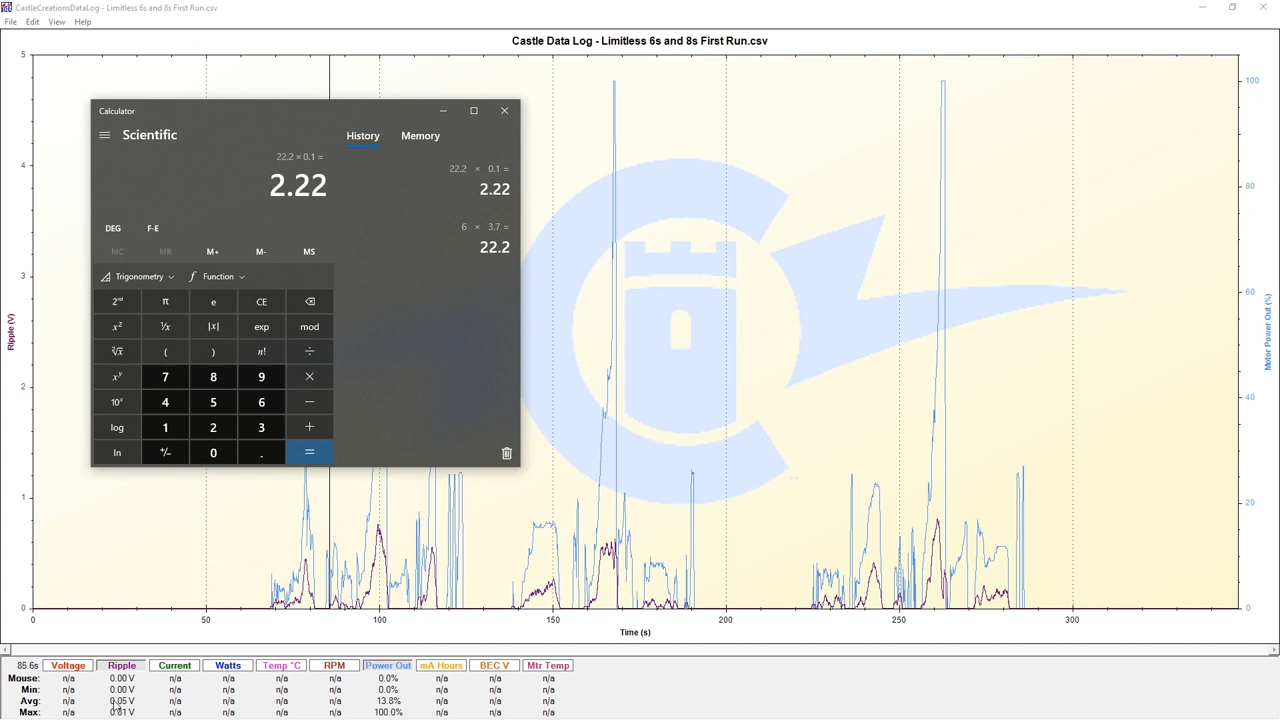 CastleCreationsDataLog - Limitless 6s and 8s First Run.csv
File Edit View Help
Castle Data Log - Limitless 6s and 8s First Run.csv
5
4
3
2
1
0
Ripple (V)
100
80
60
40
20
0
Motor Power Out (%)
0 50 100 150 200 250 300
Time (s)
Calculator
Scientific
22.2 × 0.1 =
2.22
History Memory
22.2 × 0.1 =
2.22
6 × 3.7 =
22.2
DEG F-E
MC MR M+ M- MS
Trigonometry Function
2nd π e CE
x² ¹/x |x| exp mod
²√x ( ) n! ÷
xʸ 7 8 9 ×
10ˣ 4 5 6 −
log 1 2 3 +
ln +/− 0 . =
85.6s Voltage Ripple Current Watts Temp °C RPM Power Out mA Hours BEC V Mtr Temp
Mouse: n/a 0.00 V n/a n/a n/a n/a 0.0% n/a n/a n/a
Min: n/a 0.00 V n/a n/a n/a n/a 0.0% n/a n/a n/a
Avg: n/a 0.05 V n/a n/a n/a n/a 13.8% n/a n/a n/a
Max: n/a 0.81 V n/a n/a n/a n/a 100.0% n/a n/a n/a